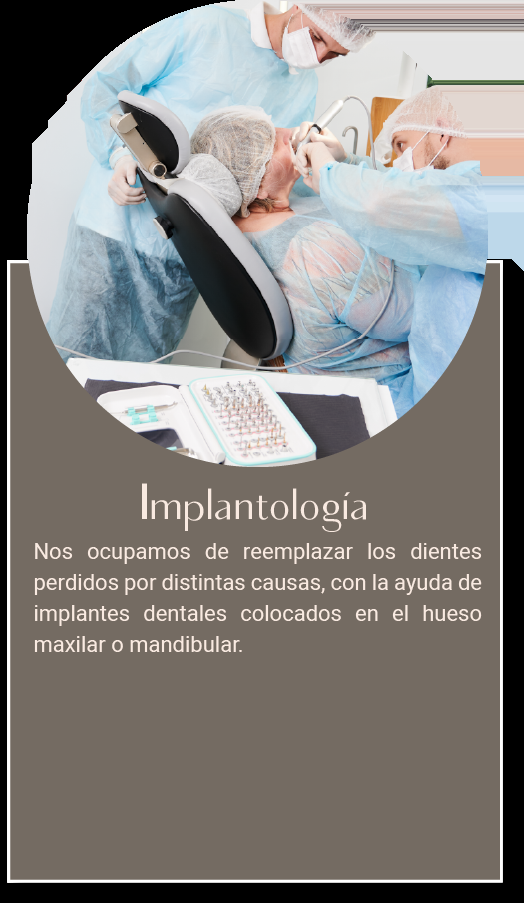 Implantología
Nos ocupamos de reemplazar los dientes
perdidos por distintas causas, con la ayuda de
implantes dentales colocados en el hueso
maxilar o mandibular.